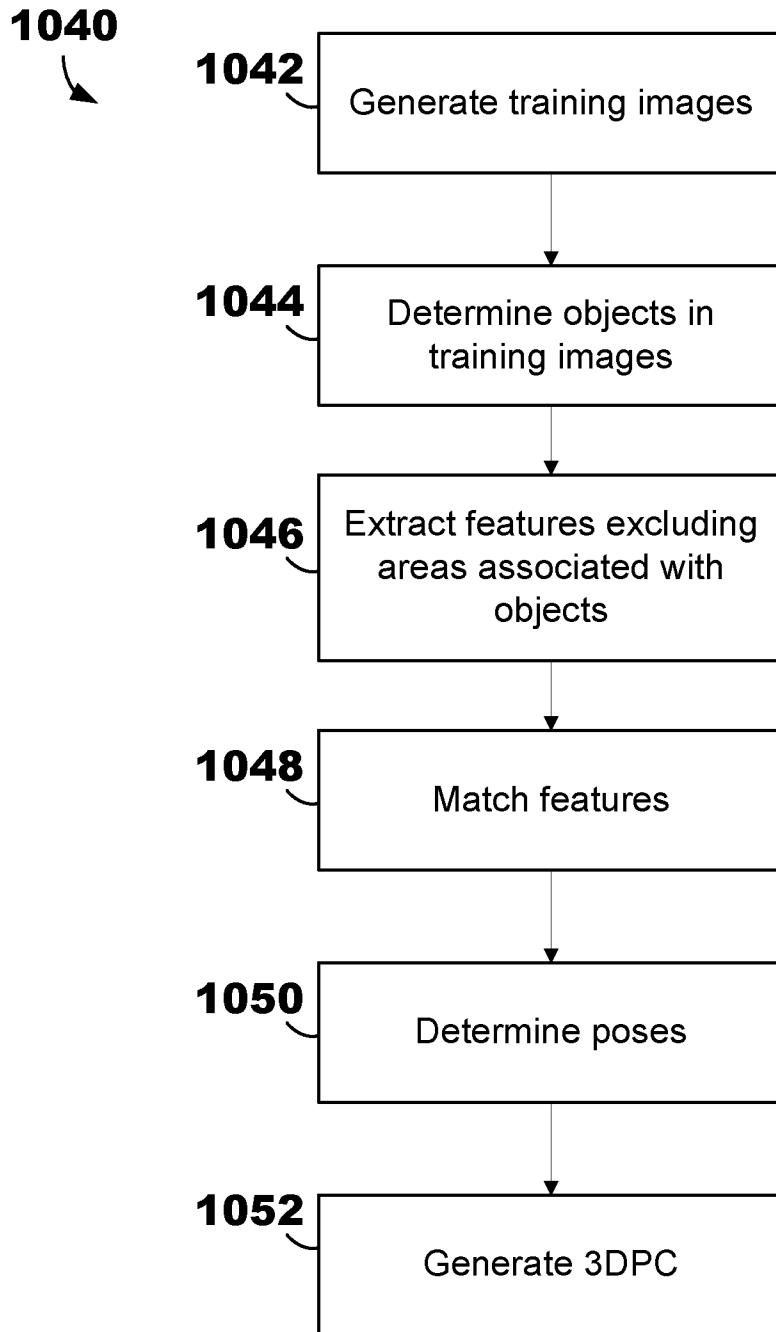 1040
1042
Generate training images
1044
Determine objects in
training images
1046
Extract features excluding
areas associated with
objects
1048
Match features
1050
Determine poses
1052
Generate 3DPC